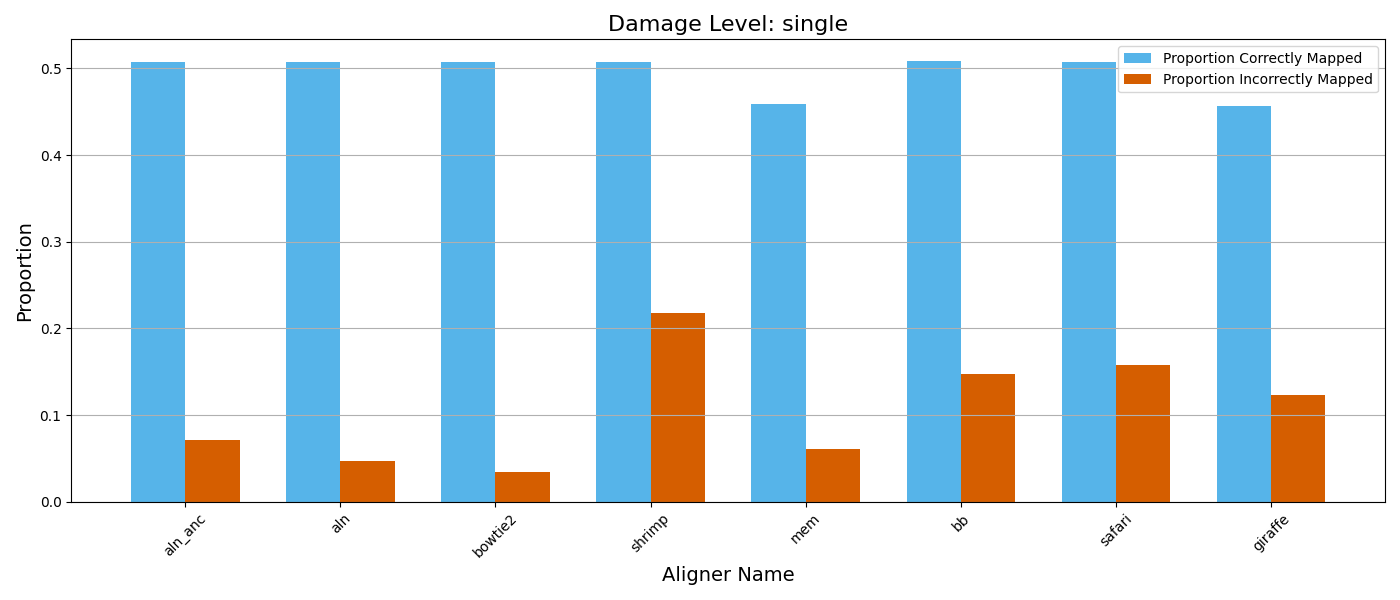 Damage Level: single
Proportion Correctly Mapped
Proportion Incorrectly Mapped
Proportion
0.5
0.4
0.3
0.2
0.1
0.0
aln_anc
aln
bowtie2
shrimp
mem
bb
safari
giraffe
Aligner Name